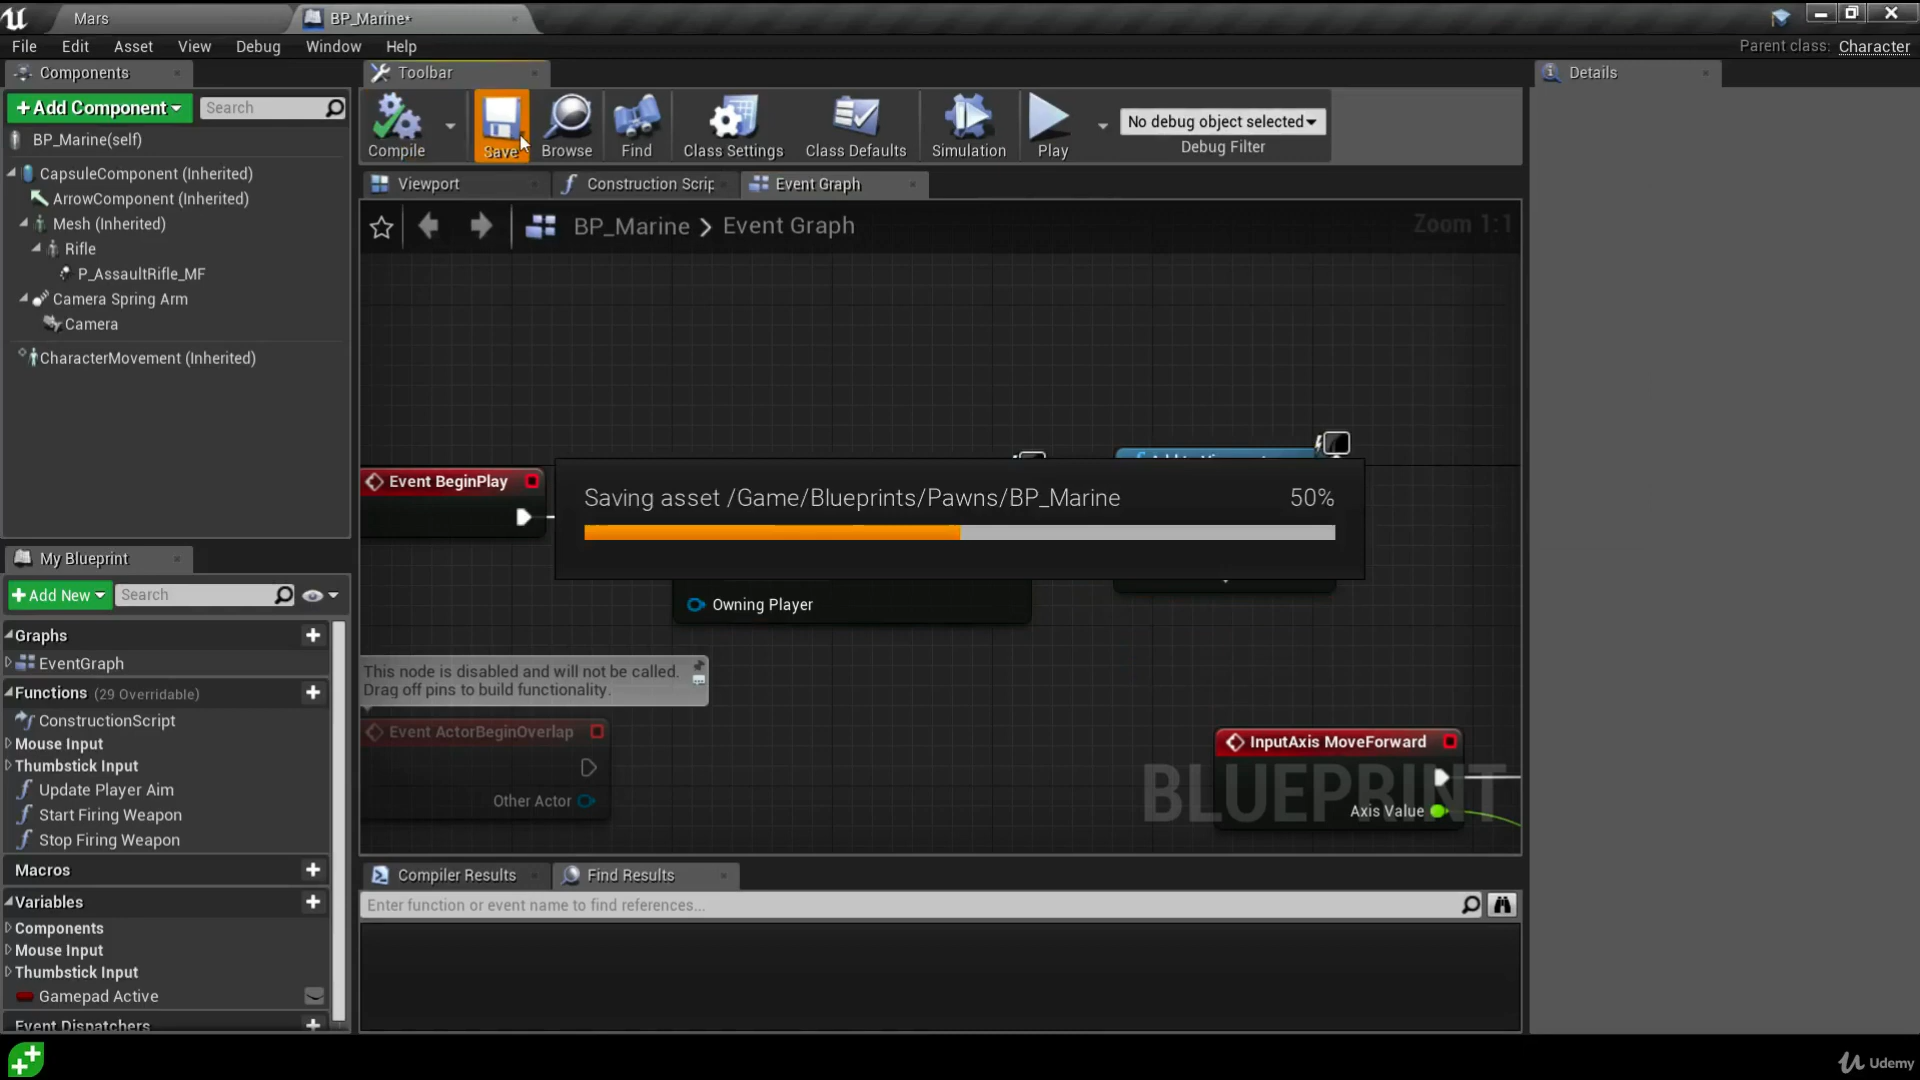 Mars
BP_Marine*
File Edit Asset View Debug Window Help
Parent class: Character
Components
Toolbar
Details
Add Component
Search
Compile
Save
Browse
Find
Class Settings
Class Defaults
Simulation
Play
No debug object selected
Debug Filter
BP_Marine(self)
CapsuleComponent (Inherited)
ArrowComponent (Inherited)
Mesh (Inherited)
Rifle
P_AssaultRifle_MF
Camera Spring Arm
Camera
CharacterMovement (Inherited)
Viewport
Construction Scrip
Event Graph
BP_Marine > Event Graph
Zoom 1:1
Event BeginPlay
Saving asset /Game/Blueprints/Pawns/BP_Marine 50%
Owning Player
This node is disabled and will not be called.
Drag off pins to build functionality.
Event ActorBeginOverlap
Other Actor
InputAxis MoveForward
Axis Value
BLUEPRINT
My Blueprint
Add New
Search
Graphs
EventGraph
Functions (29 Overridable)
ConstructionScript
Mouse Input
Thumbstick Input
Update Player Aim
Start Firing Weapon
Stop Firing Weapon
Macros
Variables
Components
Mouse Input
Thumbstick Input
Gamepad Active
Event Dispatchers
Compiler Results
Find Results
Enter function or event name to find references...
Udemy